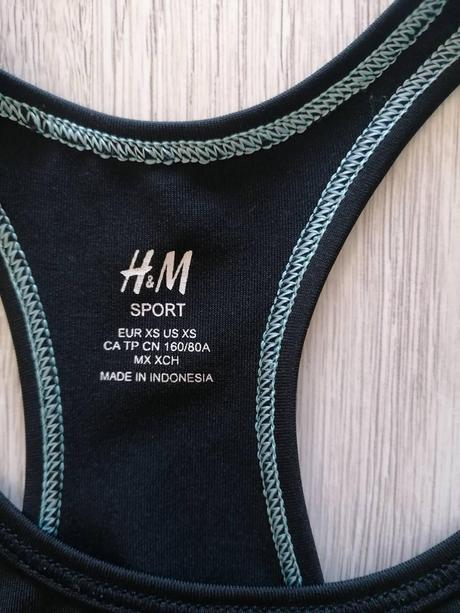 H&M
SPORT
EUR XS US XS
CA TP CN 160/80A
MX XCH
MADE IN INDONESIA